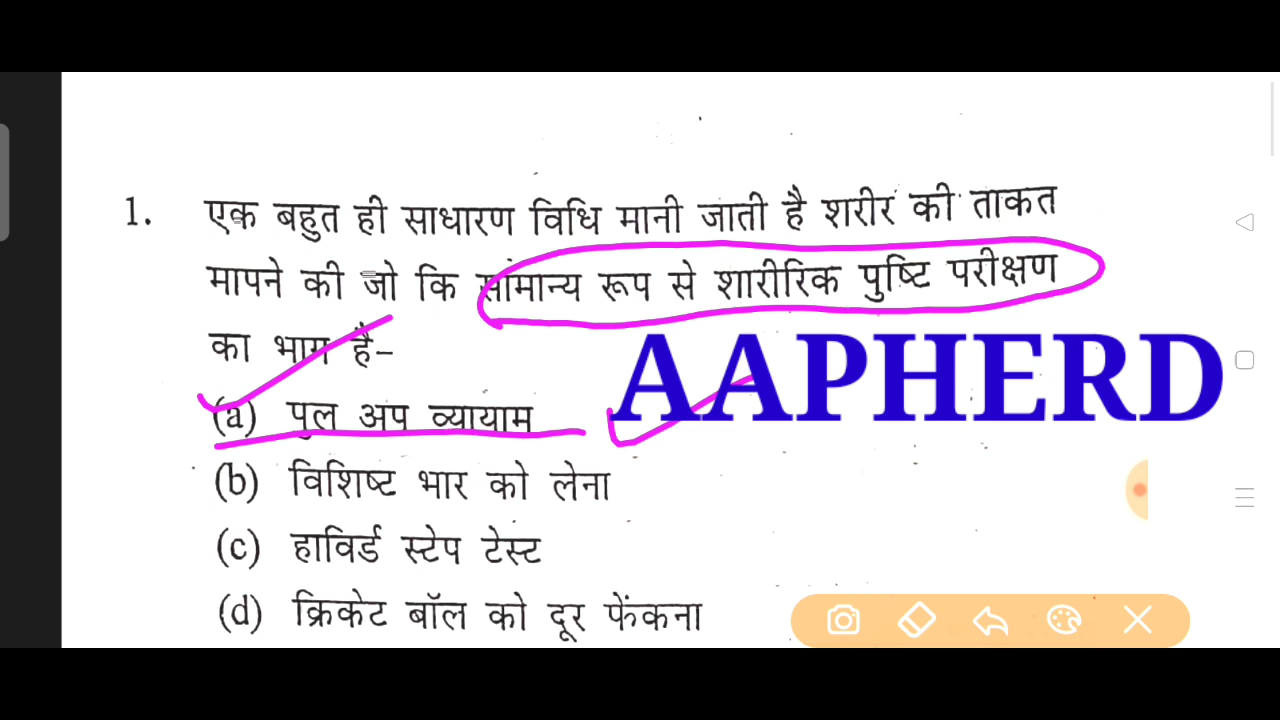 1. एक बहुत ही साधारण विधि मानी जाती है शरीर की ताकत
मापने की जो कि सामान्य रूप से शारीरिक पुष्टि परीक्षण
का भाग है–
AAPHERD
(a) पुल अप व्यायाम
(b) विशिष्ट भार को लेना
(c) हाविर्ड स्टेप टेस्ट
(d) क्रिकेट बॉल को दूर फेंकना